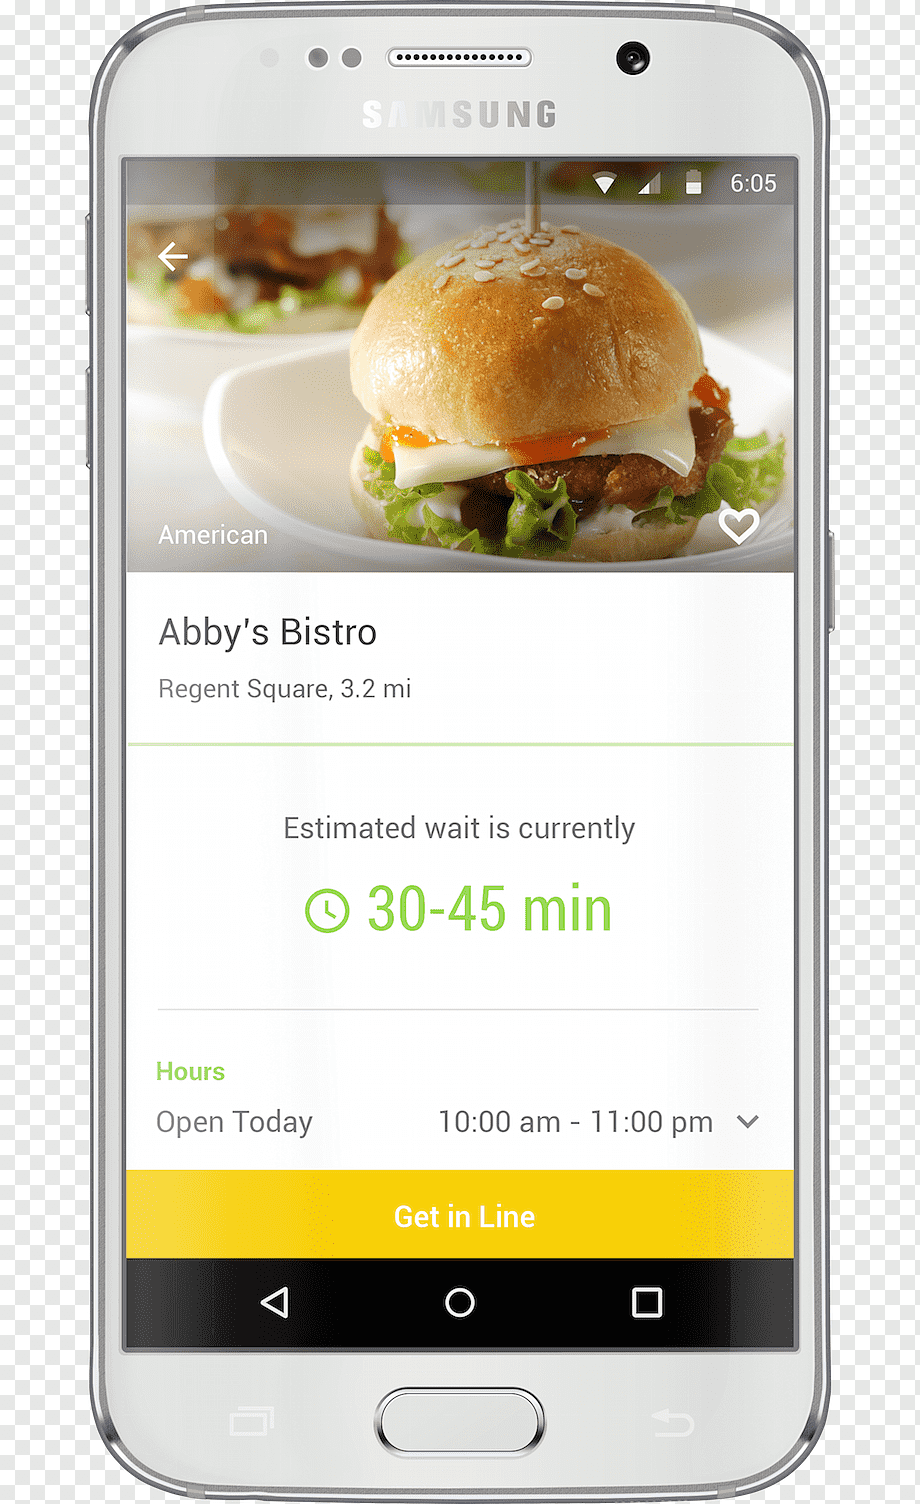 SAMSUNG
6:05
American
Abby's Bistro
Regent Square, 3.2 mi
Estimated wait is currently
30-45 min
Hours
Open Today 10:00 am - 11:00 pm
Get in Line